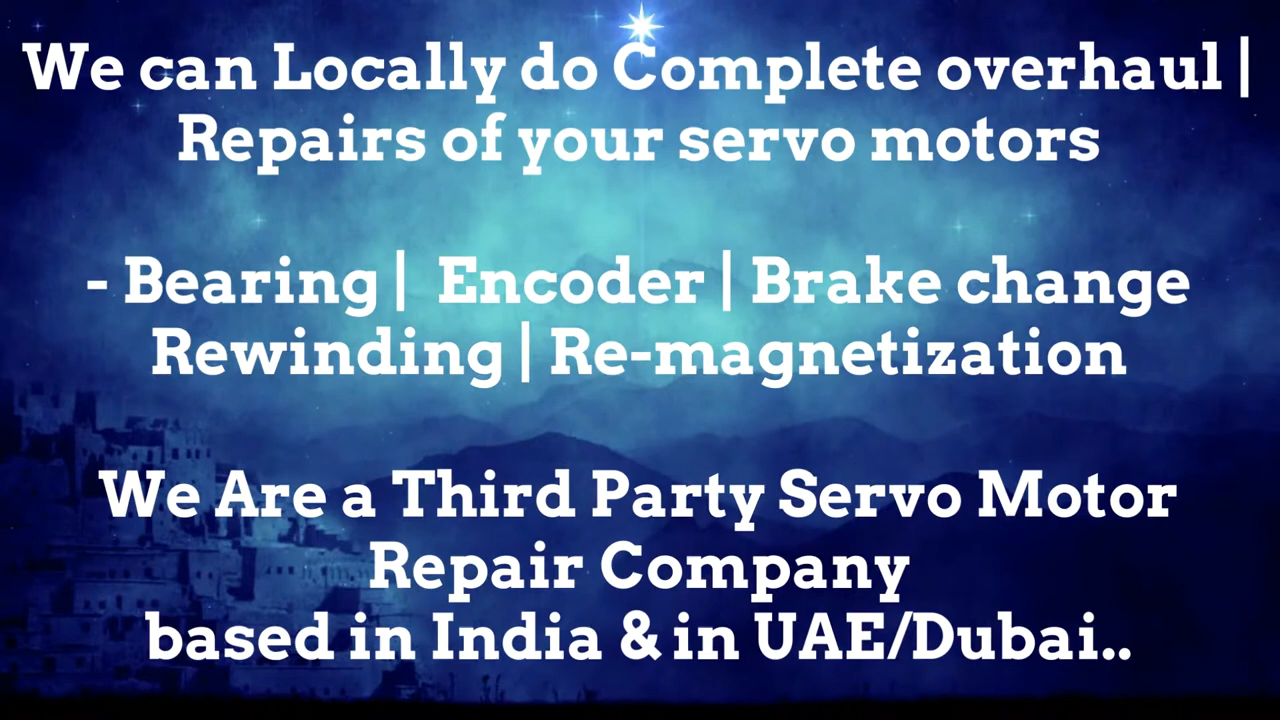 We can Locally do Complete overhaul |
Repairs of your servo motors
- Bearing | Encoder | Brake change
Rewinding | Re-magnetization
We Are a Third Party Servo Motor
Repair Company
based in India & in UAE/Dubai..